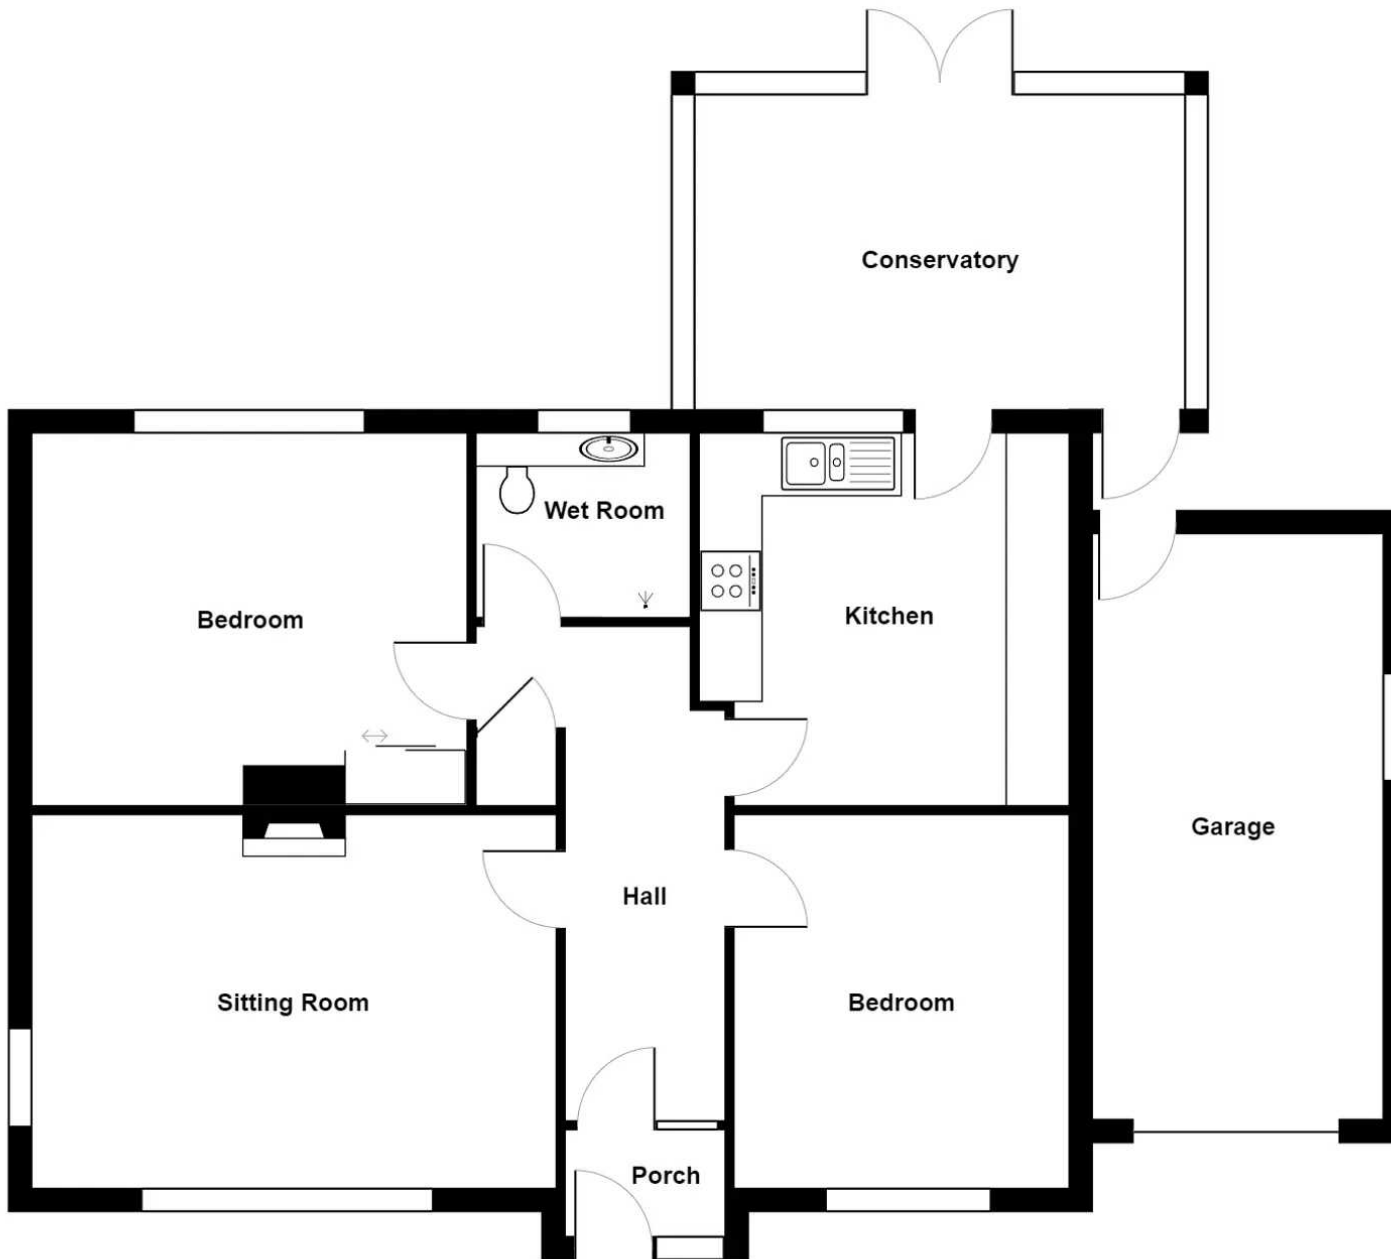 Conservatory
Wet Room
Bedroom
Kitchen
Garage
Hall
Sitting Room
Bedroom
Porch